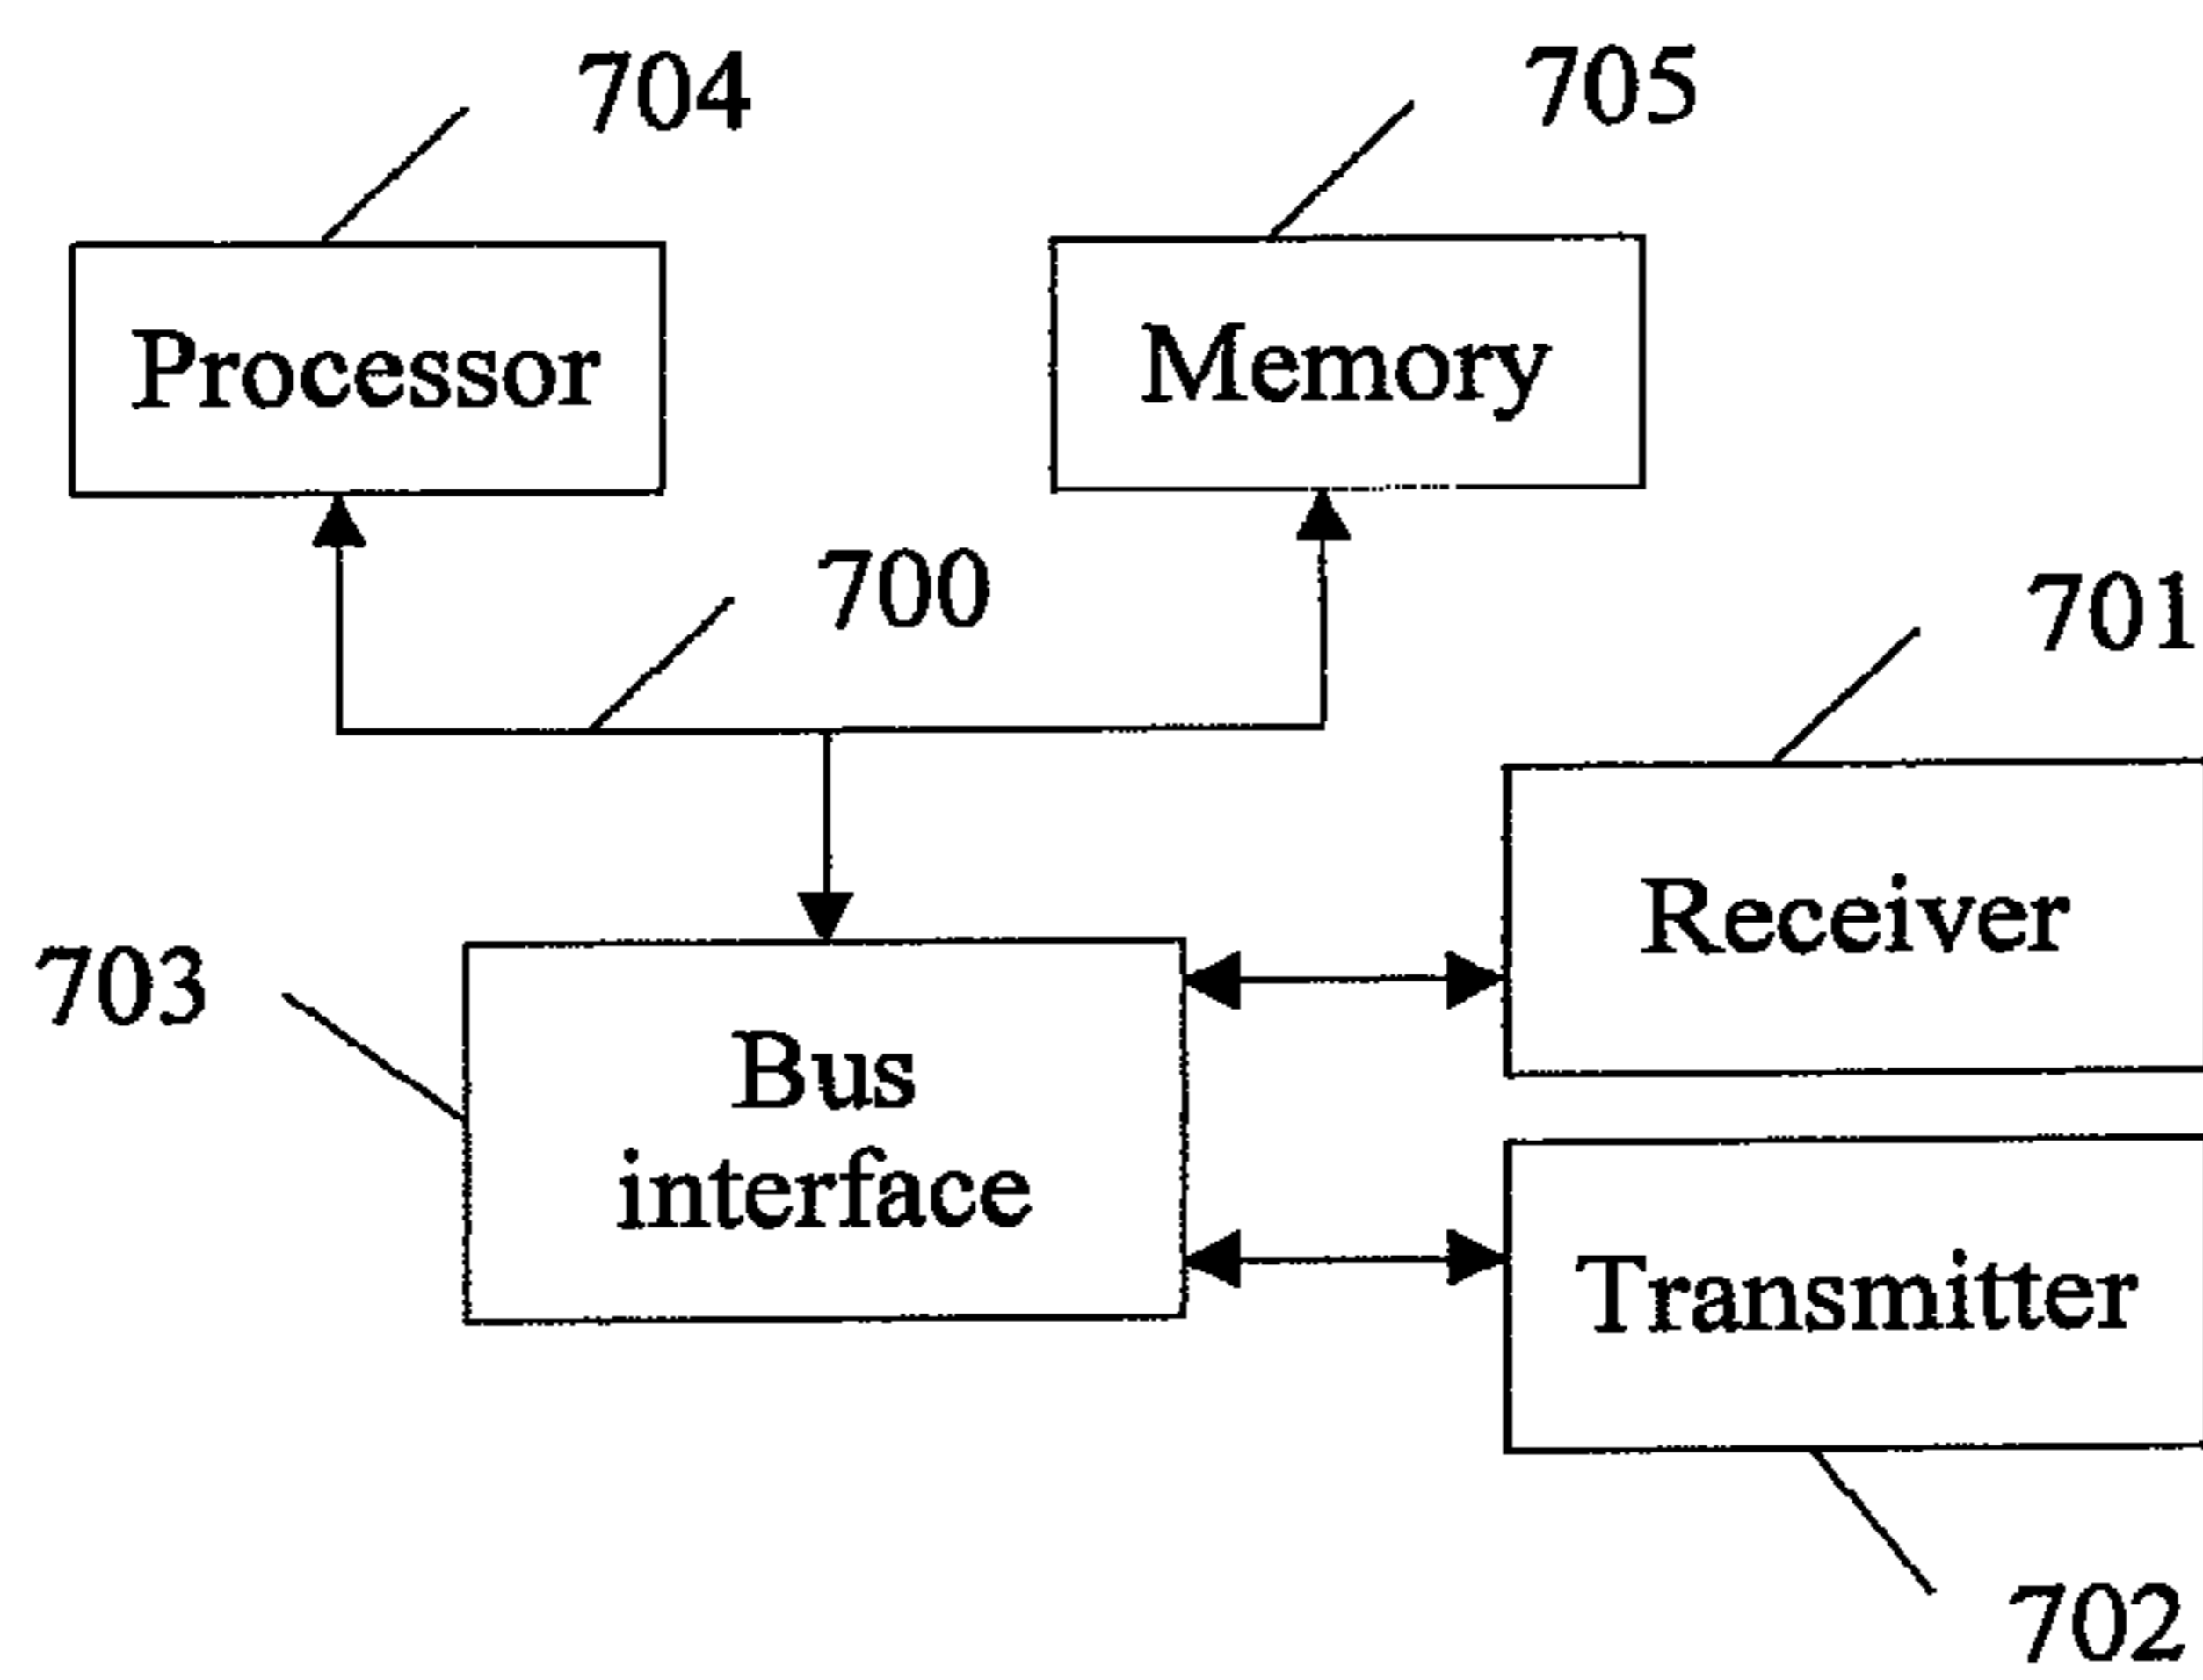 704
705
Processor
Memory
700
701
Receiver
703
Bus
interface
Transmitter
702